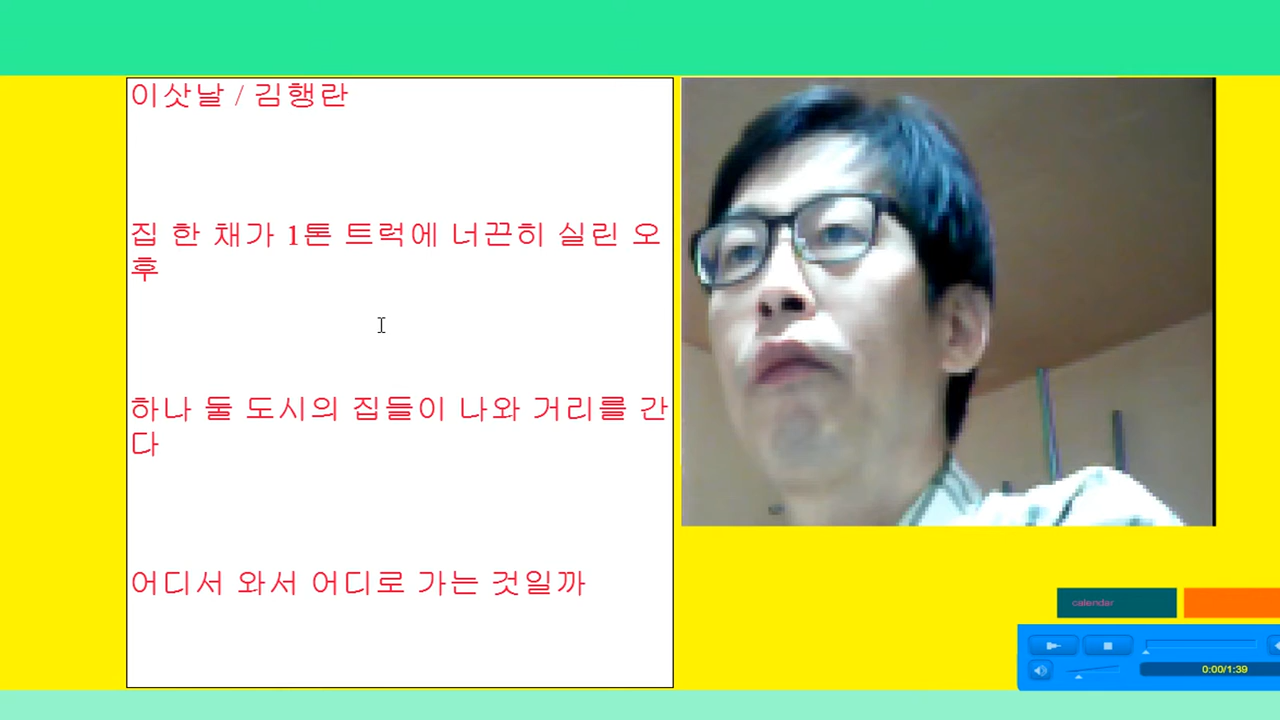 이삿날 / 김행란
집 한 채가 1톤 트럭에 너끈히 실린 오
후
하나 둘 도시의 집들이 나와 거리를 간
다
어디서 와서 어디로 가는 것일까
calendar
0:00/1:39